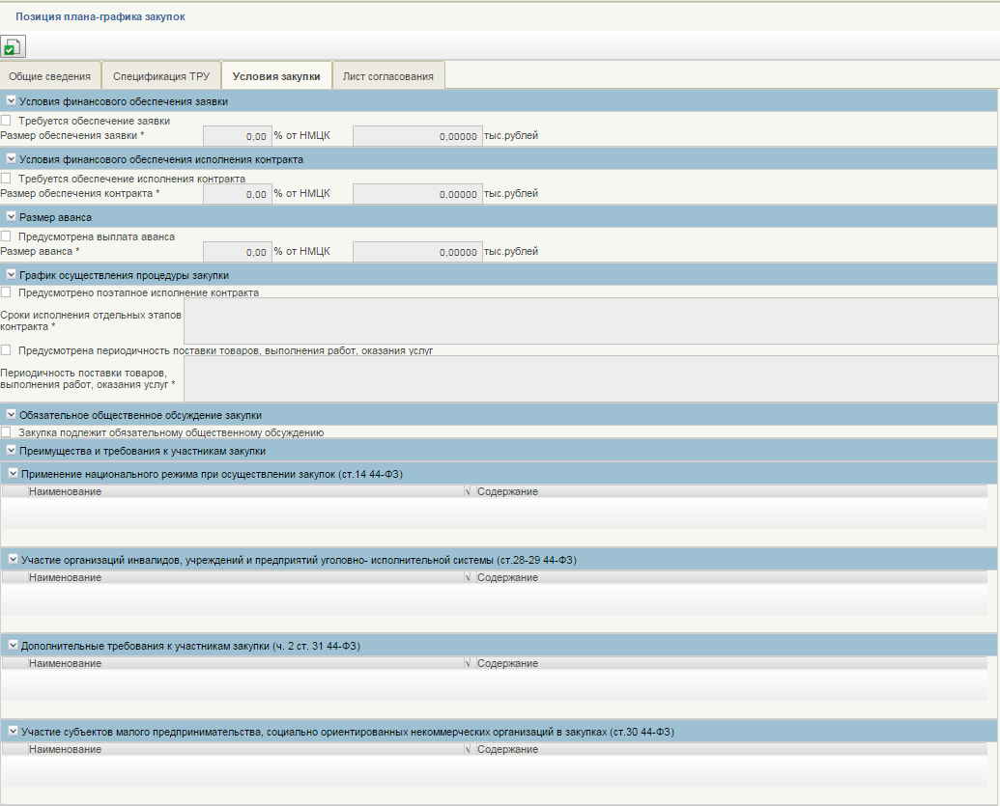 Позиция плана-графика закупок
Общие сведения Спецификация ТРУ Условия закупки Лист согласования
Условия финансового обеспечения заявки
Требуется обеспечение заявки
Размер обеспечения заявки * 0,00 % от НМЦК 0,00000 тыс.рублей
Условия финансового обеспечения исполнения контракта
Требуется обеспечение исполнения контракта
Размер обеспечения контракта * 0,00 % от НМЦК 0,00000 тыс.рублей
Размер аванса
Предусмотрена выплата аванса
Размер аванса * 0,00 % от НМЦК 0,00000 тыс.рублей
График осуществления процедуры закупки
Предусмотрено поэтапное исполнение контракта
Сроки исполнения отдельных этапов
контракта *
Предусмотрена периодичность поставки товаров, выполнения работ, оказания услуг
Периодичность поставки товаров,
выполнения работ, оказания услуг *
Обязательное общественное обсуждение закупки
Закупка подлежит обязательному общественному обсуждению
Преимущества и требования к участникам закупки
Применение национального режима при осуществлении закупок (ст.14 44-ФЗ)
Наименование √ Содержание
Участие организаций инвалидов, учреждений и предприятий уголовно- исполнительной системы (ст.28-29 44-ФЗ)
Наименование √ Содержание
Дополнительные требования к участникам закупки (ч. 2 ст. 31 44-ФЗ)
Наименование √ Содержание
Участие субъектов малого предпринимательства, социально ориентированных некоммерческих организаций в закупках (ст.30 44-ФЗ)
Наименование √ Содержание